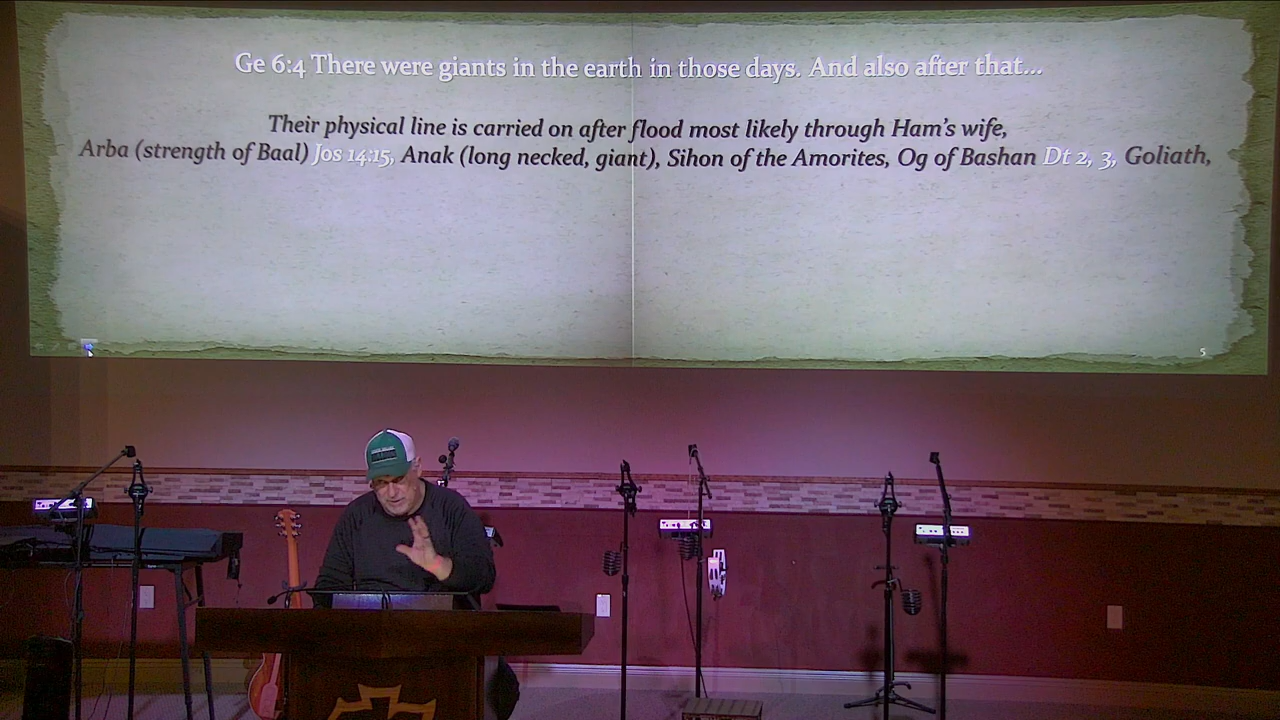 Ge 6:4 There were giants in the earth in those days. And also after that...
Their physical line is carried on after flood most likely through Ham's wife,
Arba (strength of Baal) Jos 14:15, Anak (long necked, giant), Sihon of the Amorites, Og of Bashan Dt 2, 3, Goliath,
5